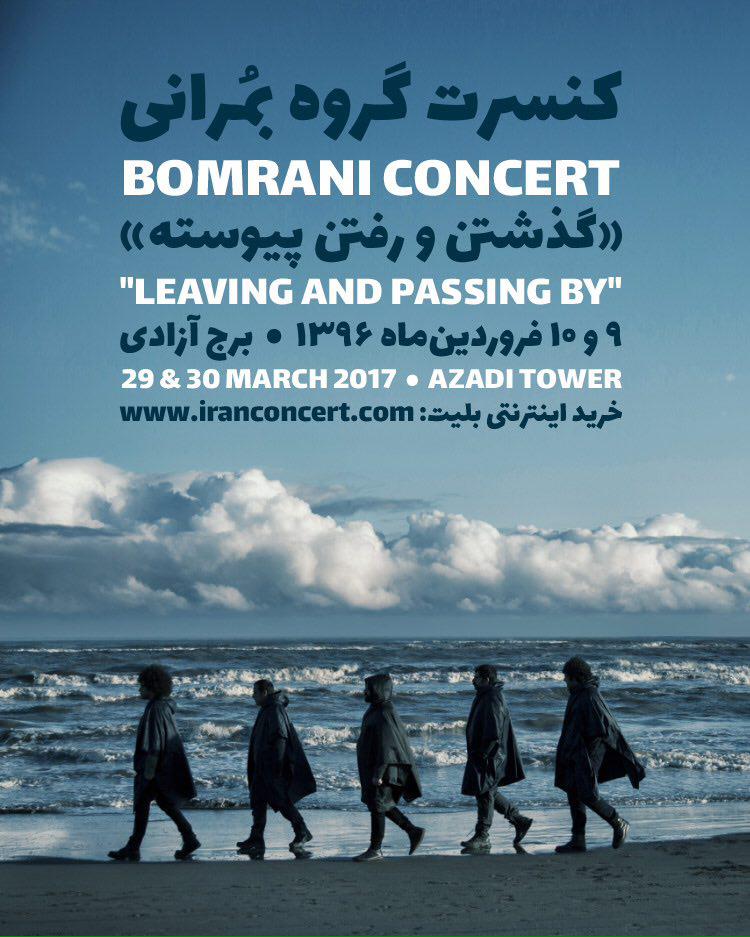 کنسرت گروه بُمرانی
BOMRANI CONCERT
«گذشتن و رفتن پیوسته»
"LEAVING AND PASSING BY"
۹ و ۱۰ فروردین‌ماه ۱۳۹۶ • برج آزادی
29 & 30 MARCH 2017 • AZADI TOWER
خرید اینترنتی بلیت: www.iranconcert.com